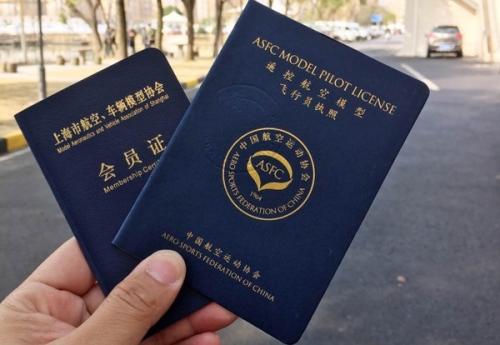 上海市航空、车辆模型协会
Model Aeronautics and Vehicle Association of Shanghai
会员证
Membership Certi
ASFC MODEL PILOT LICENSE
遥控航空模型
飞行员执照
中国航空运动协会
ASFC
1964
AERO SPORTS FEDERATION OF CHINA
中国航空运动协会
AERO SPORTS FEDERATION OF CHINA